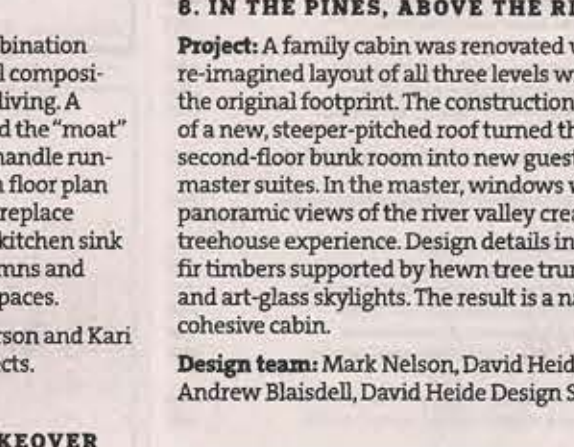 bination
l composi-
living. A
d the "moat"
handle run-
n floor plan
replace
kitchen sink
mns and
paces.
rson and Kari
cts.
KEOVER
8. IN THE PINES, ABOVE THE RI
Project: A family cabin was renovated
re-imagined layout of all three levels w
the original footprint. The construction
of a new, steeper-pitched roof turned th
second-floor bunk room into new guest
master suites. In the master, windows w
panoramic views of the river valley crea
treehouse experience. Design details in
fir timbers supported by hewn tree trun
and art-glass skylights. The result is a na
cohesive cabin.
Design team: Mark Nelson, David Heid
Andrew Blaisdell, David Heide Design S